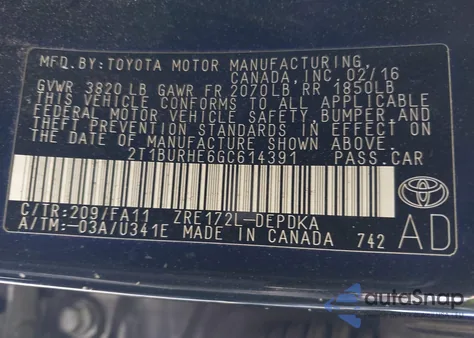 MFD.BY:TOYOTA MOTOR MANUFACTURING,
CANADA,INC.02/16
GVWR 3820LB GAWR FR 2070LB RR 1850LB
THIS VEHICLE CONFORMS TO ALL APPLICABLE
FEDERAL MOTOR VEHICLE SAFETY,BUMPER,AND
THEFT PREVENTION STANDARDS IN EFFECT ON
THE DATE OF MANUFACTURE SHOWN ABOVE.
2T1BURHE6GC614391 PASS.CAR
C/TR:209/FA11 ZRE172L-DEPDKA
A/TM:-03A/U341E MADE IN CANADA 742
AD
autoSnap